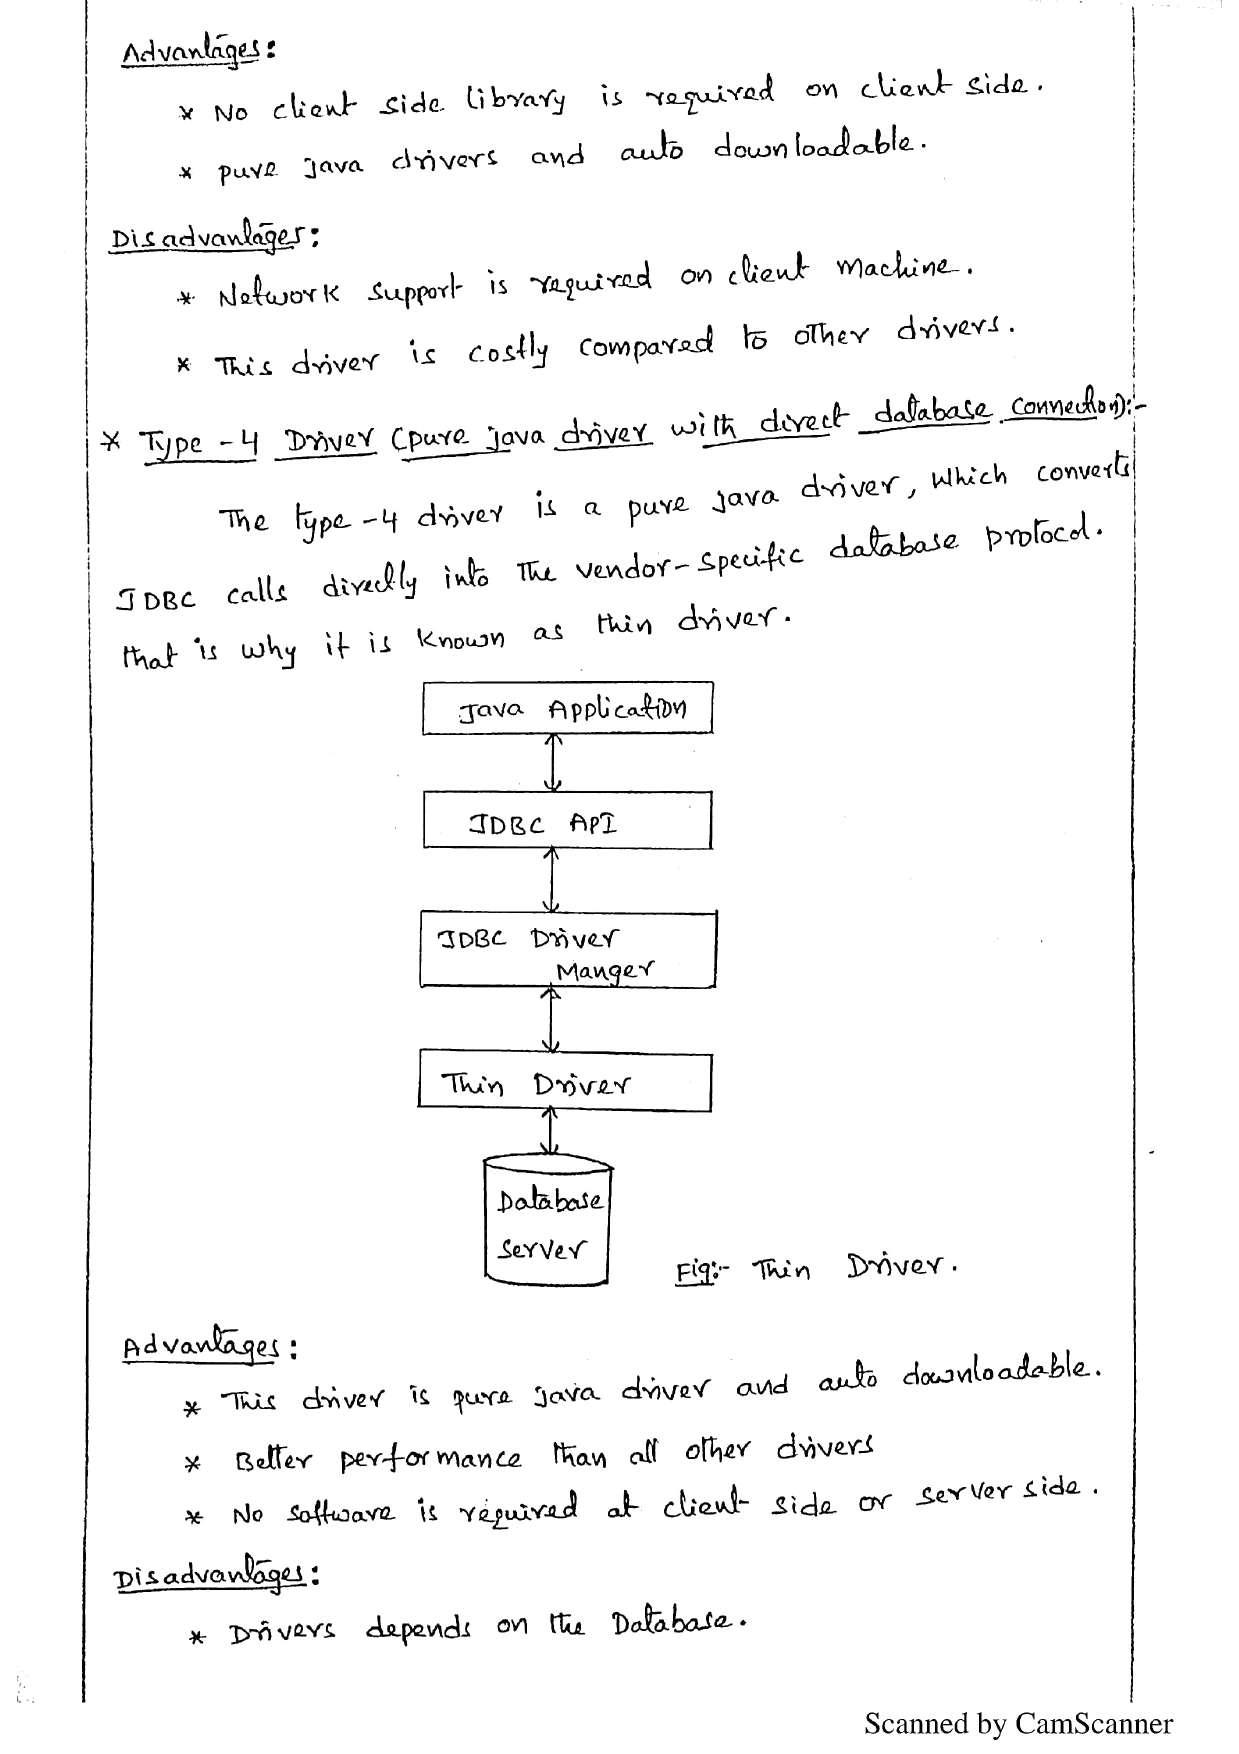 Advantages:
* No client side library is required on client side.
* pure java drivers and auto downloadable.
Disadvantages:
* Network support is required on client machine.
* This driver is costly compared to other drivers.
* Type-4 Driver (pure java driver with direct database connection):-
The type-4 driver is a pure java driver, which converts
JDBC calls directly into the vendor-specific database protocol.
that is why it is known as thin driver.
Java Application
JDBC API
JDBC Driver
Manger
Thin Driver
Database
Server
Fig:- Thin Driver.
Advantages:
* This driver is pure java driver and auto downloadable.
* Better performance than all other drivers
* No software is required at client side or server side.
Disadvantages:
* Drivers depends on the Database.
Scanned by CamScanner